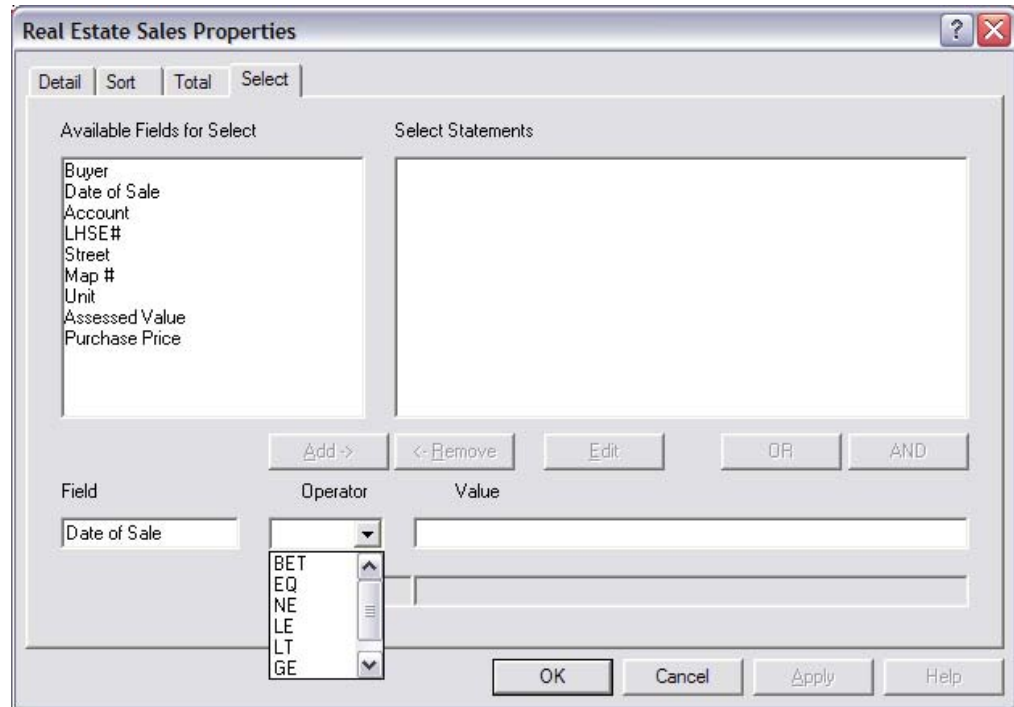 Real Estate Sales Properties
Detail Sort Total Select
Available Fields for Select Select Statements
Buyer
Date of Sale
Account
LHSE#
Street
Map #
Unit
Assessed Value
Purchase Price
Add -> <- Remove Edit OR AND
Field Operator Value
Date of Sale
BET
EQ
NE
LE
LT
GE
OK Cancel Apply Help